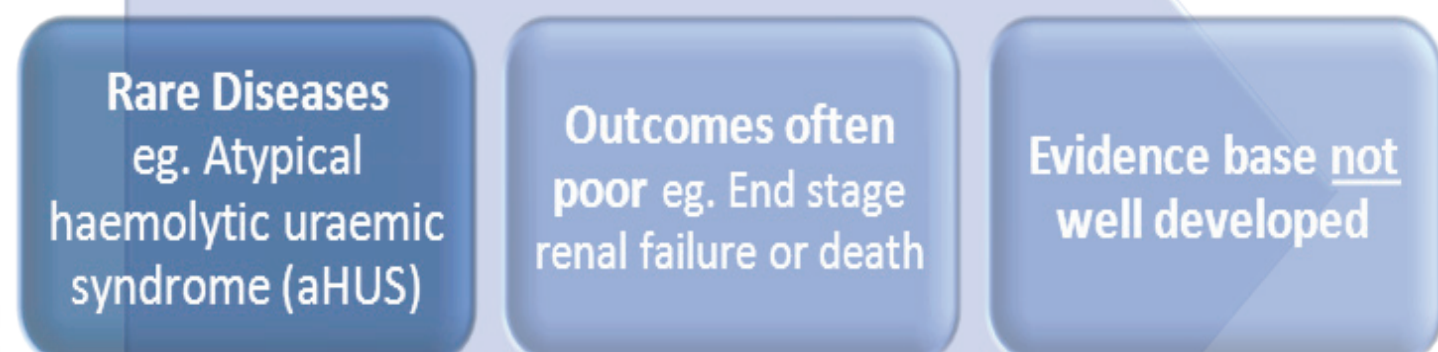 Rare Diseases
eg. Atypical
haemolytic uraemic
syndrome (aHUS)
Outcomes often
poor eg. End stage
renal failure or death
Evidence base not
well developed